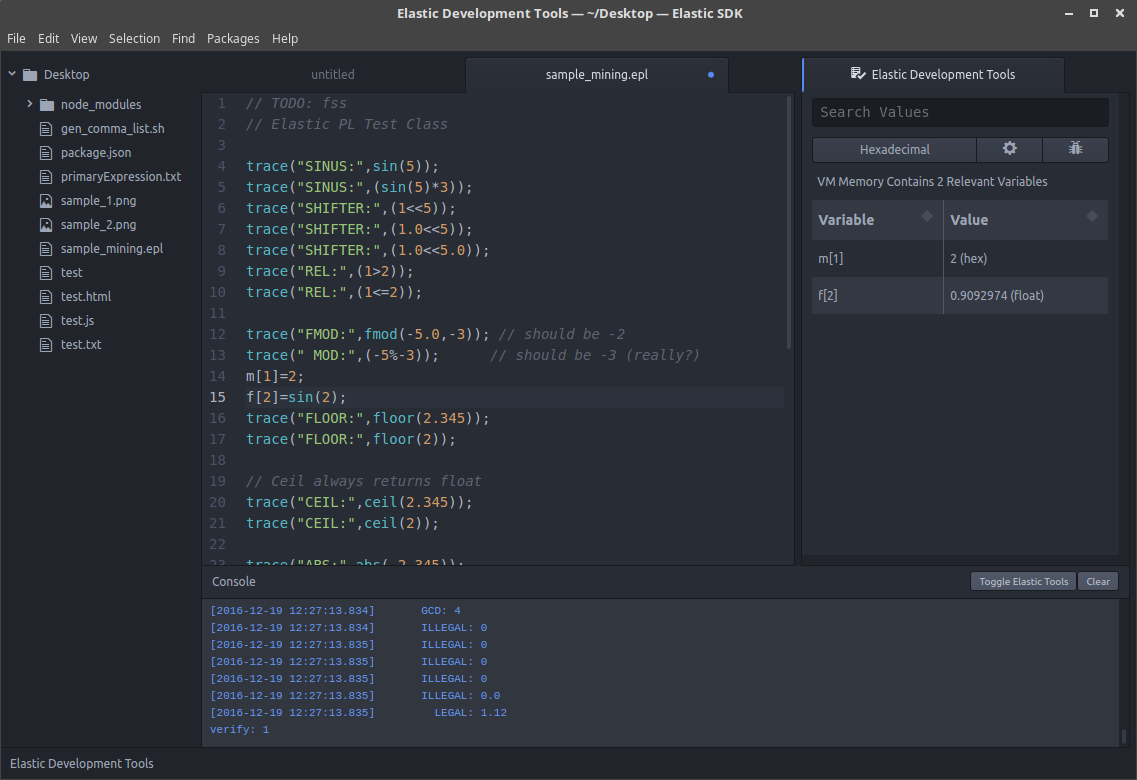 Elastic Development Tools — ~/Desktop — Elastic SDK
File Edit View Selection Find Packages Help
Desktop
node_modules
gen_comma_list.sh
package.json
primaryExpression.txt
sample_1.png
sample_2.png
sample_mining.epl
test
test.html
test.js
test.txt
untitled
sample_mining.epl
1 // TODO: fss
2 // Elastic PL Test Class
3
4 trace("SINUS:",sin(5));
5 trace("SINUS:",(sin(5)*3));
6 trace("SHIFTER:",(1<<5));
7 trace("SHIFTER:",(1.0<<5));
8 trace("SHIFTER:",(1.0<<5.0));
9 trace("REL:",(1>2));
10 trace("REL:",(1<=2));
11
12 trace("FMOD:",fmod(-5.0,-3)); // should be -2
13 trace(" MOD:",(-5%-3)); // should be -3 (really?)
14 m[1]=2;
15 f[2]=sin(2);
16 trace("FLOOR:",floor(2.345));
17 trace("FLOOR:",floor(2));
18
19 // Ceil always returns float
20 trace("CEIL:",ceil(2.345));
21 trace("CEIL:",ceil(2));
22
23 trace("ABS:",abs(-2.345));
Elastic Development Tools
Search Values
Hexadecimal
VM Memory Contains 2 Relevant Variables
Variable Value
m[1] 2 (hex)
f[2] 0.9092974 (float)
Console
Toggle Elastic Tools Clear
[2016-12-19 12:27:13.834] GCD: 4
[2016-12-19 12:27:13.834] ILLEGAL: 0
[2016-12-19 12:27:13.835] ILLEGAL: 0
[2016-12-19 12:27:13.835] ILLEGAL: 0
[2016-12-19 12:27:13.835] ILLEGAL: 0
[2016-12-19 12:27:13.835] ILLEGAL: 0.0
[2016-12-19 12:27:13.835] LEGAL: 1.12
verify: 1
Elastic Development Tools